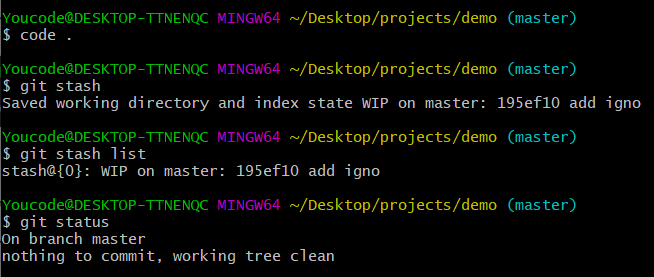 Youcode@DESKTOP-TTNENQC MINGW64 ~/Desktop/projects/demo (master)
$ code .
Youcode@DESKTOP-TTNENQC MINGW64 ~/Desktop/projects/demo (master)
$ git stash
Saved working directory and index state WIP on master: 195ef10 add igno
Youcode@DESKTOP-TTNENQC MINGW64 ~/Desktop/projects/demo (master)
$ git stash list
stash@{0}: WIP on master: 195ef10 add igno
Youcode@DESKTOP-TTNENQC MINGW64 ~/Desktop/projects/demo (master)
$ git status
On branch master
nothing to commit, working tree clean